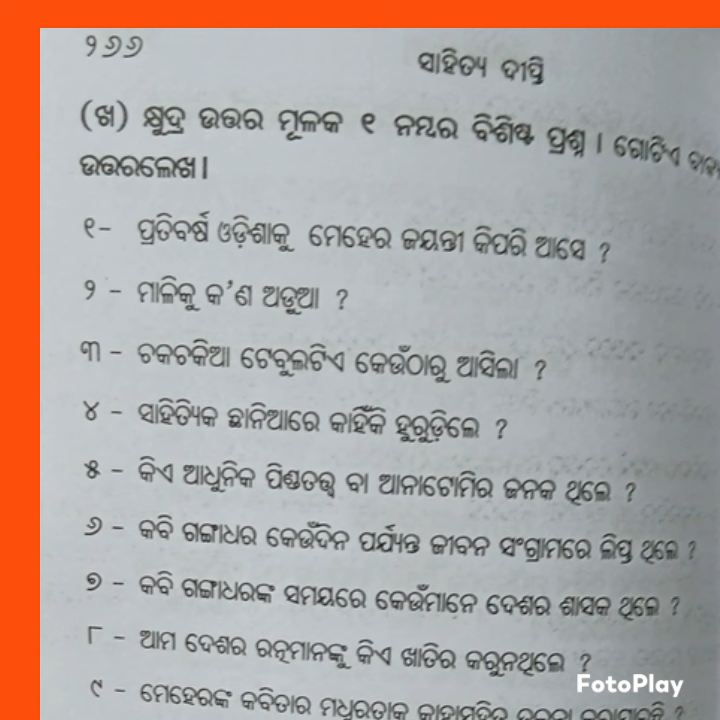 ୨୬୬
ସାହିତ୍ୟ ଦୀପ୍ତି
(ଖ) କ୍ଷୁଦ୍ର ଉତ୍ତର ମୂଳକ ୧ ନମ୍ବର ବିଶିଷ୍ଟ ପ୍ରଶ୍ନ । ଗୋଟିଏ
ଉତ୍ତରଲେଖ।
୧- ପ୍ରତିବର୍ଷ ଓଡ଼ିଶାକୁ ମେହେର ଜୟନ୍ତୀ କିପରି ଆସେ ?
୨ - ମାଳିକୁ କ'ଣ ଅଡୁଆ ?
୩ - ଚକଚକିଆ ଟେବୁଲଟିଏ କେଉଁଠାରୁ ଆସିଲା ?
୪ - ସାହିତ୍ୟିକ ଛାନିଆରେ କାହିଁକି ହୁରୁଡ଼ିଲେ ?
୫ - କିଏ ଆଧୁନିକ ପିଣ୍ଡତତ୍ତ୍ୱ ବା ଆନାଟୋମିର ଜନକ ଥିଲେ ?
୬ - କବି ଗଙ୍ଗାଧର କେଉଁଦିନ ପର୍ଯ୍ୟନ୍ତ ଜୀବନ ସଂଗ୍ରାମରେ ଲିପ୍ତ ଥିଲେ ?
୭ - କବି ଗଙ୍ଗାଧରଙ୍କ ସମୟରେ କେଉଁମାନେ ଦେଶର ଶାସକ ଥିଲେ ?
୮ - ଆମ ଦେଶର ରତ୍ନମାନଙ୍କୁ କିଏ ଖାତିର କରୁନଥିଲେ ?
୯ - ମେହେରଙ୍କ କବିତାର ମଧୁରତାକୁ କାହାସହିତ
FotoPlay